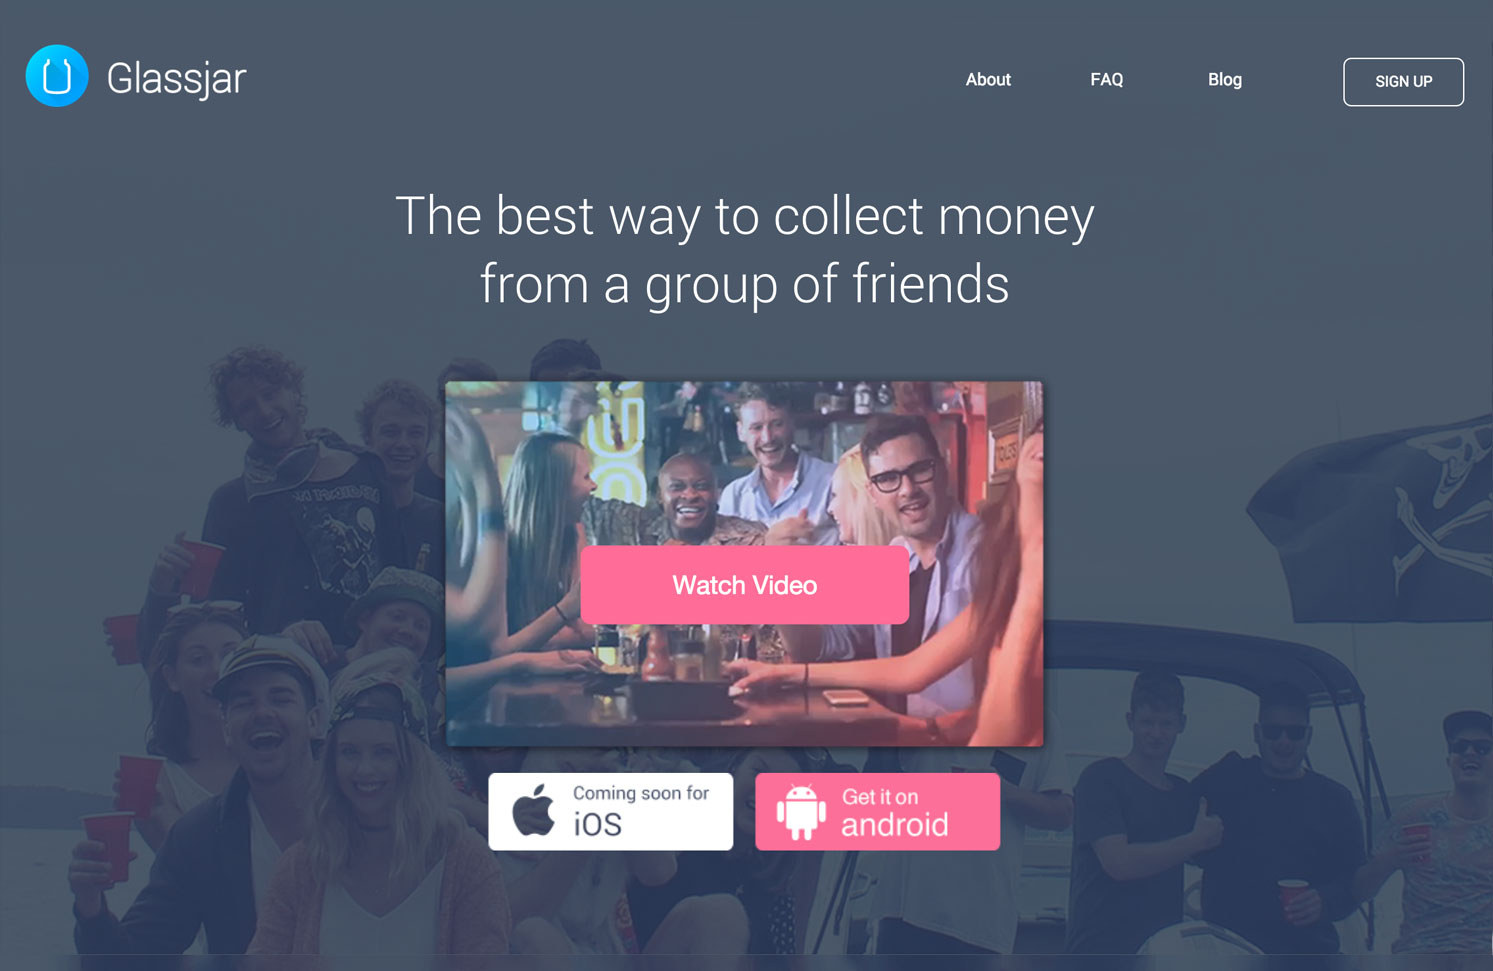 Glassjar
About
FAQ
Blog
SIGN UP
The best way to collect money
from a group of friends
Watch Video
Coming soon for
iOS
Get it on
android